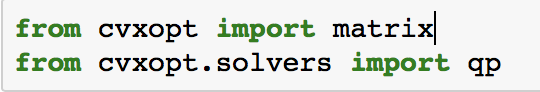 from cvxopt import matrix
from cvxopt.solvers import qp